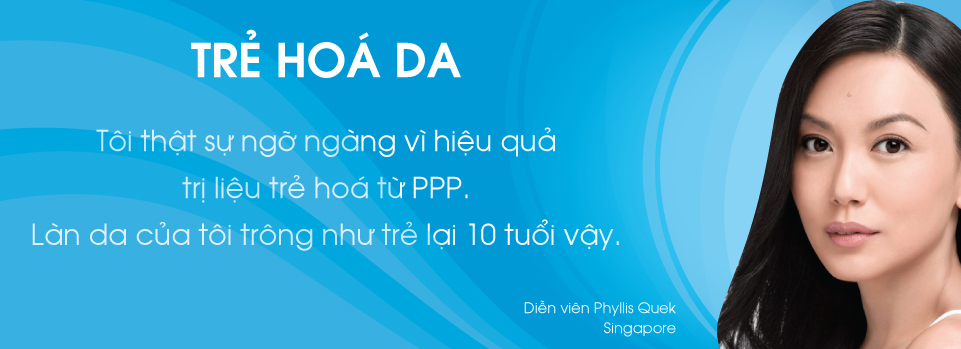 TRẺ HOÁ DA
Tôi thật sự ngỡ ngàng vì hiệu quả
trị liệu trẻ hoá từ PPP.
Làn da của tôi trông như trẻ lại 10 tuổi vậy.
Diễn viên Phyllis Quek
Singapore